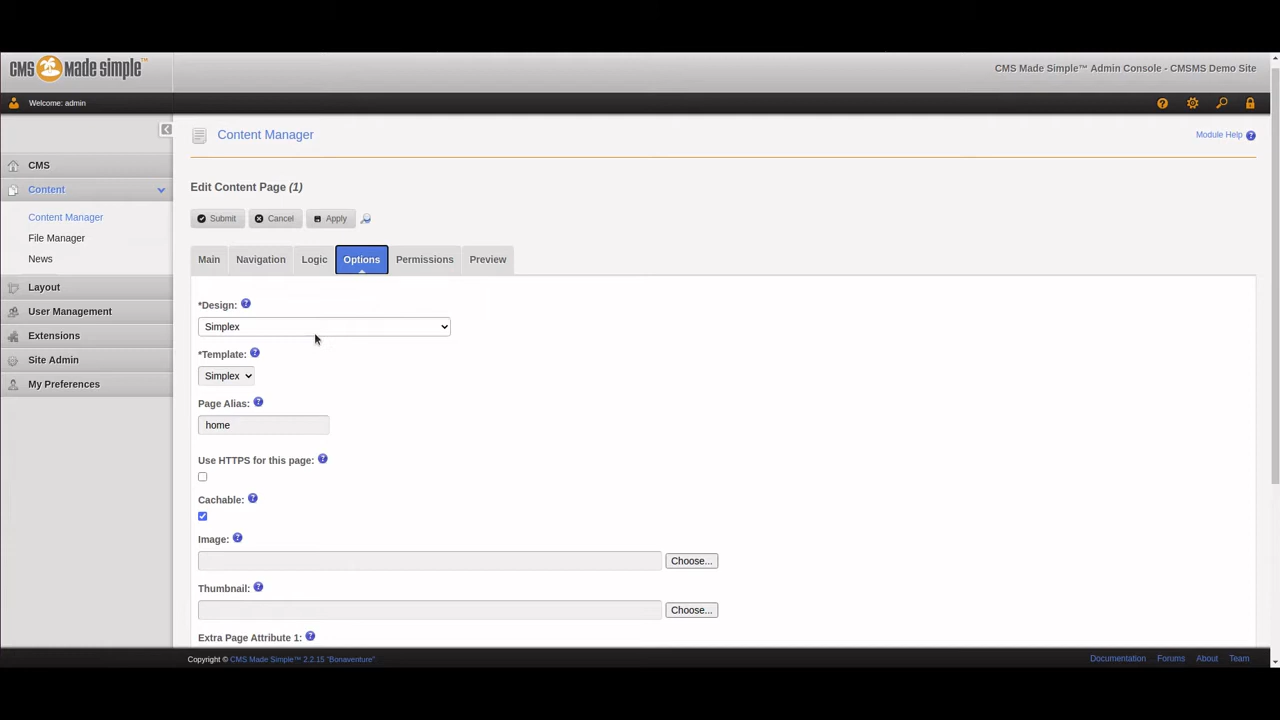 CMS Made Simple™
CMS Made Simple™ Admin Console - CMSMS Demo Site
Welcome: admin
Content Manager
Module Help
CMS
Content
Content Manager
File Manager
News
Layout
User Management
Extensions
Site Admin
My Preferences
Edit Content Page (1)
Submit Cancel Apply
Main Navigation Logic Options Permissions Preview
*Design:
Simplex
*Template:
Simplex
Page Alias:
home
Use HTTPS for this page:
Cachable:
Image:
Choose...
Thumbnail:
Choose...
Extra Page Attribute 1:
Copyright © CMS Made Simple™ 2.2.15 "Bonaventure"
Documentation Forums About Team